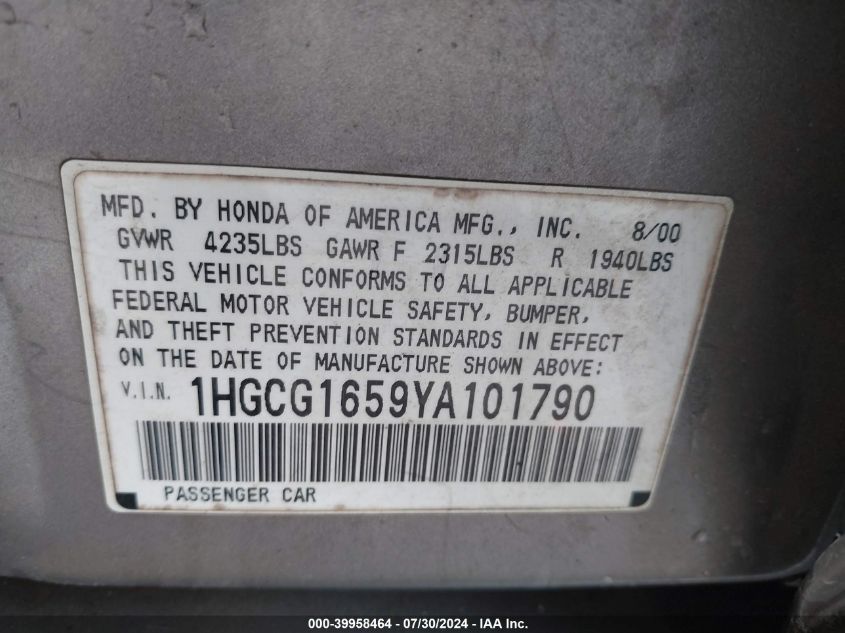 MFD. BY HONDA OF AMERICA MFG., INC. 8/00
GVWR 4235LBS GAWR F 2315LBS R 1940LBS
THIS VEHICLE CONFORMS TO ALL APPLICABLE
FEDERAL MOTOR VEHICLE SAFETY, BUMPER,
AND THEFT PREVENTION STANDARDS IN EFFECT
ON THE DATE OF MANUFACTURE SHOWN ABOVE:
V.I.N. 1HGCG1659YA101790
PASSENGER CAR
000-39958464 / 07/30/2024 - IAA Inc.